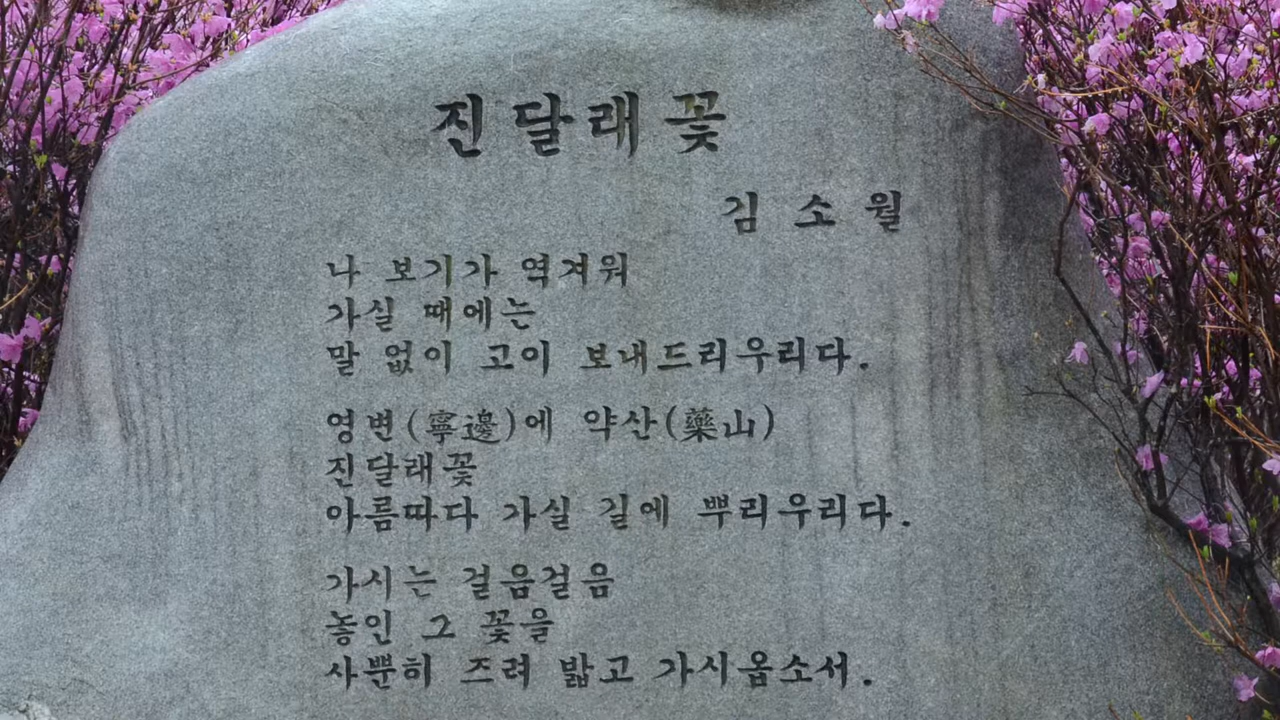 진달래꽃
김소월
나 보기가 역겨워
가실 때에는
말 없이 고이 보내드리우리다.
영변(寧邊)에 약산(藥山)
진달래꽃
아름따다 가실 길에 뿌리우리다.
가시는 걸음걸음
놓인 그 꽃을
사뿐히 즈려 밟고 가시옵소서.